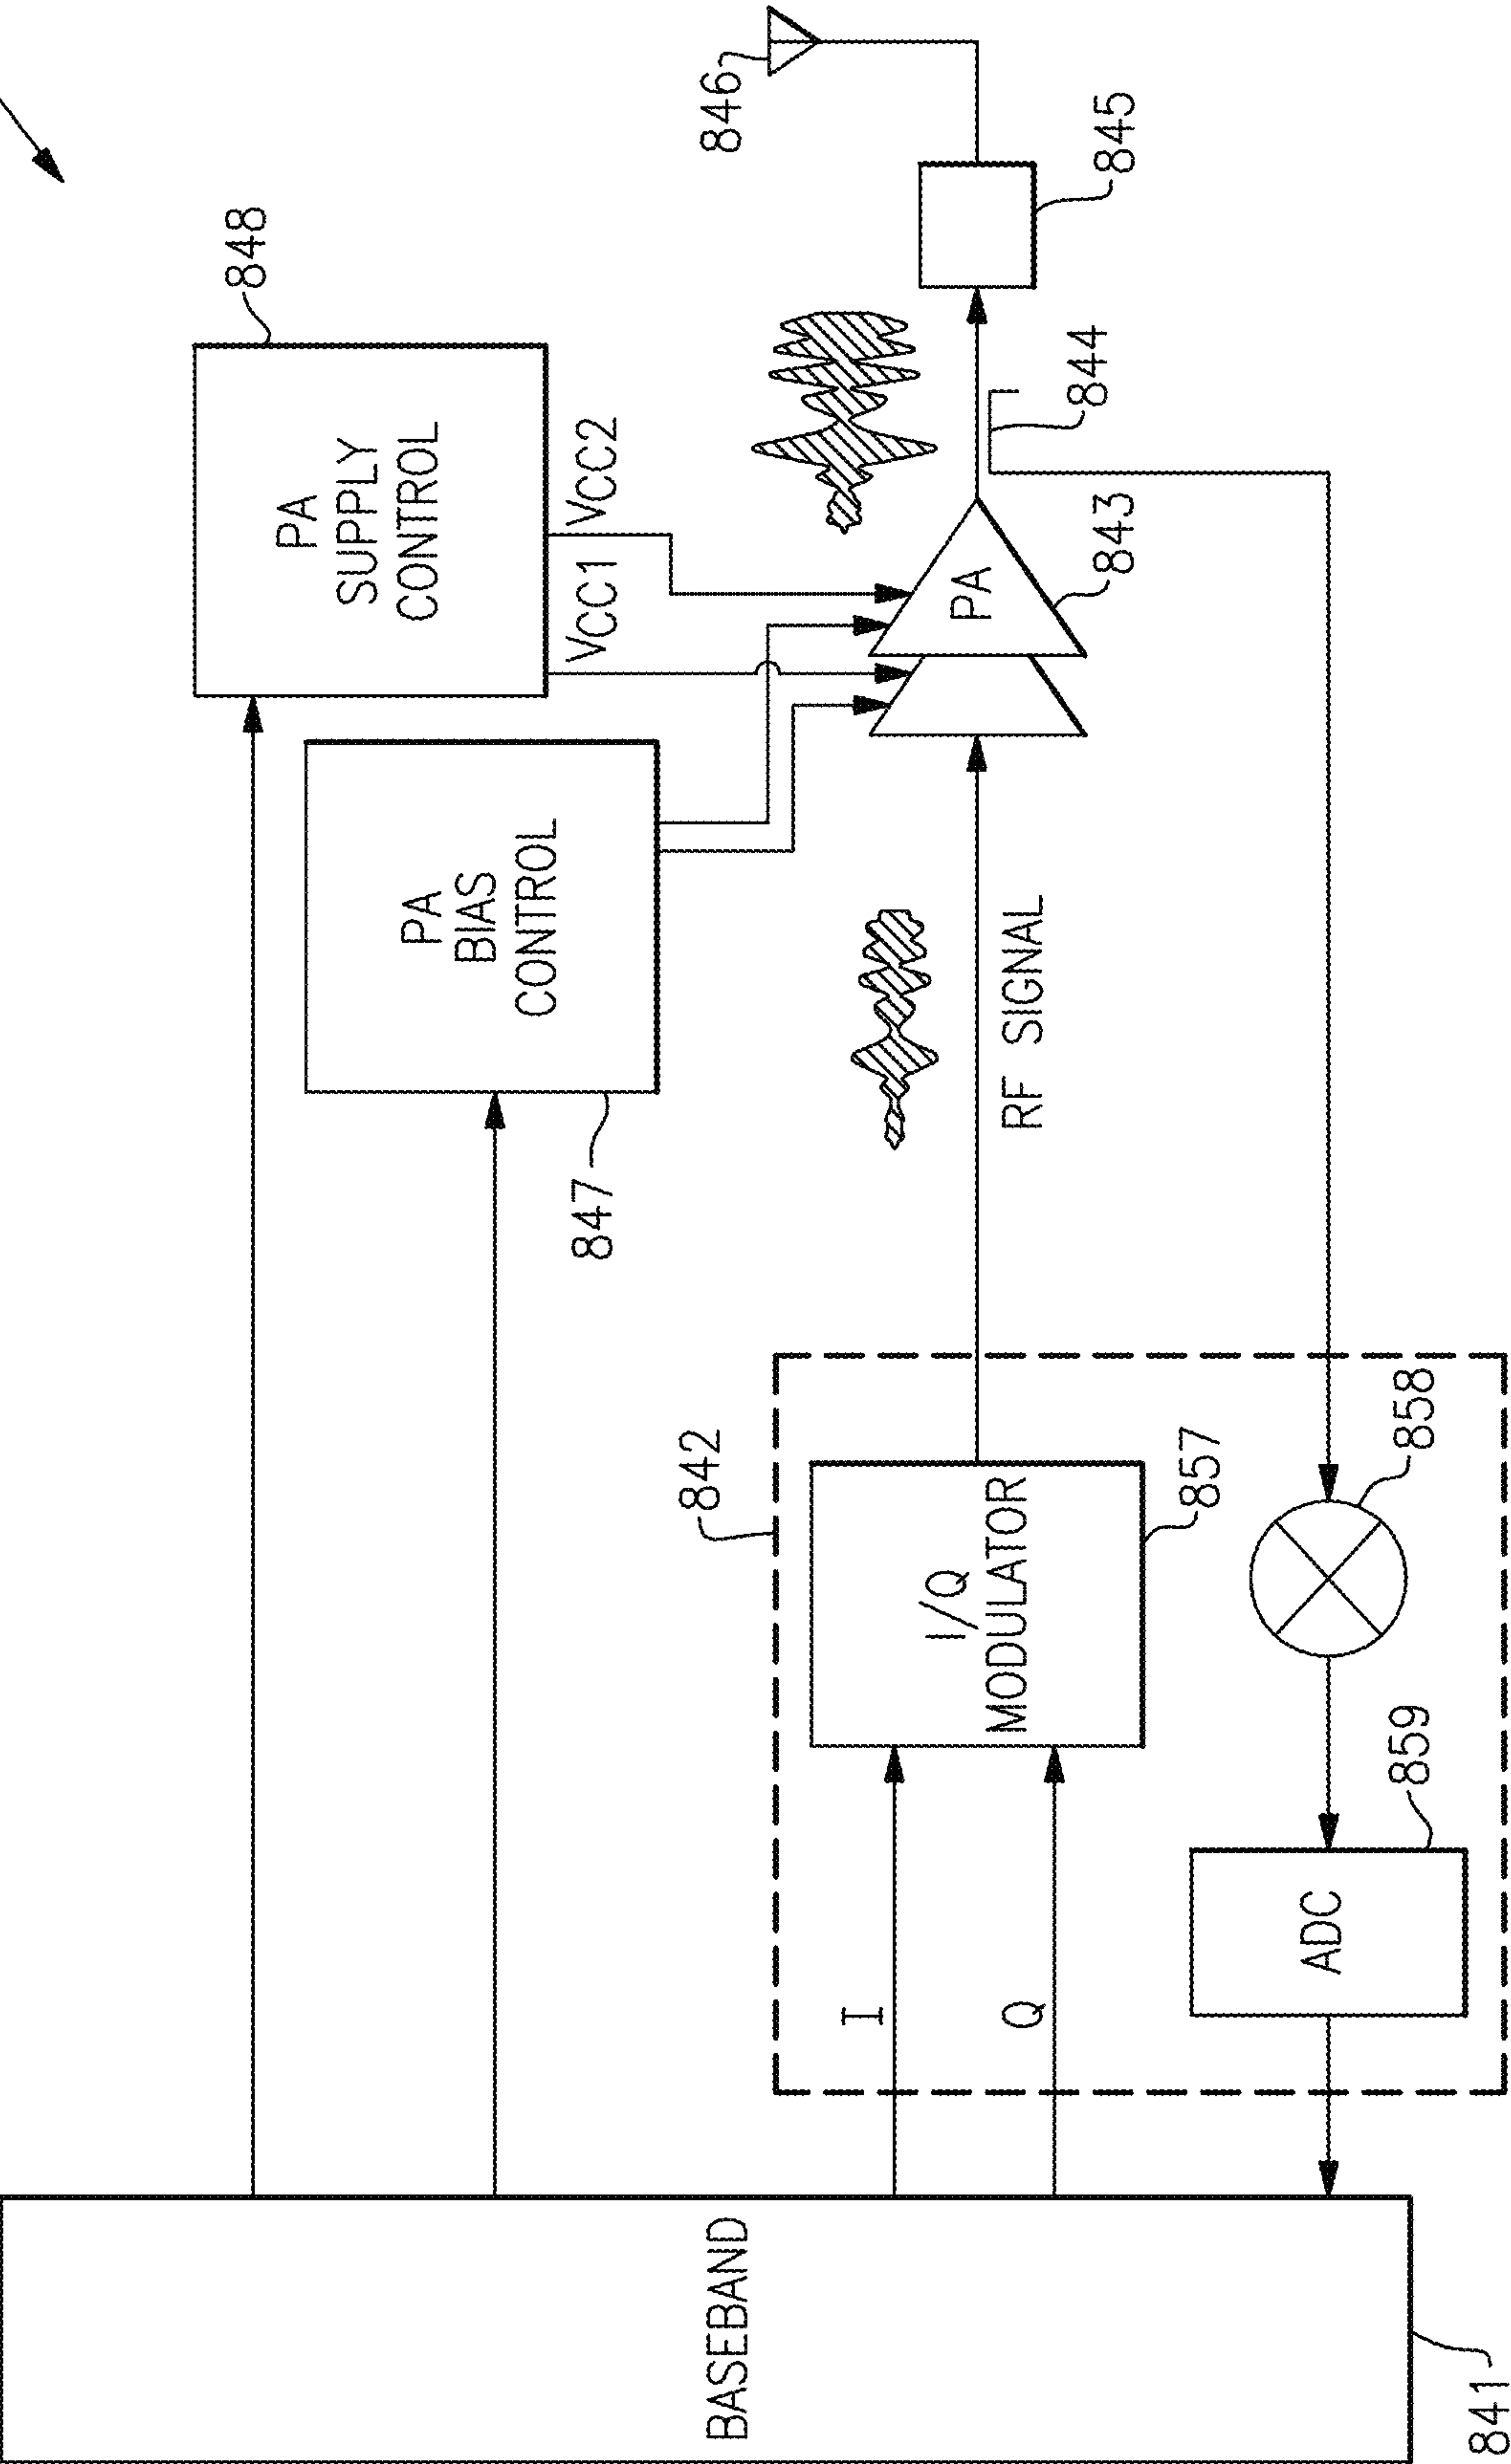 848
PA
SUPPLY
CONTROL
VCC1
VCC2
PA
BIAS
CONTROL
847
846
845
844
843
PA
RF SIGNAL
842
I/Q
MODULATOR
857
858
859
ADC
I
Q
BASEBAND
841